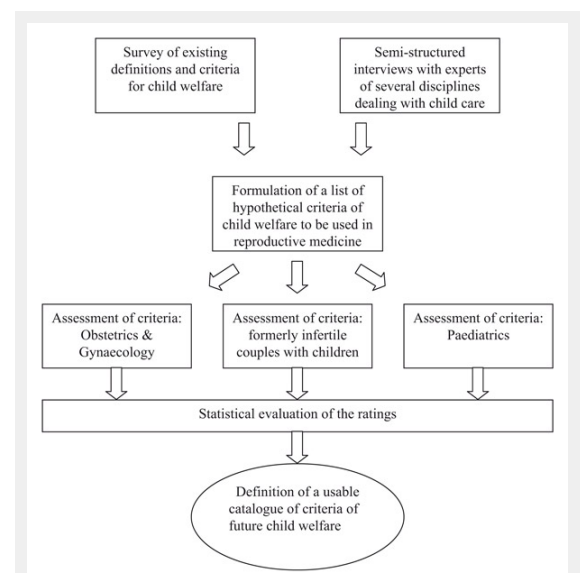 Survey of existing
definitions and criteria
for child welfare
Semi-structured
interviews with experts
of several disciplines
dealing with child care
Formulation of a list of
hypothetical criteria of
child welfare to be used in
reproductive medicine
Assessment of criteria:
Obstetrics &
Gynaecology
Assessment of criteria:
formerly infertile
couples with children
Assessment of criteria:
Paediatrics
Statistical evaluation of the ratings
Definition of a usable
catalogue of criteria of
future child welfare